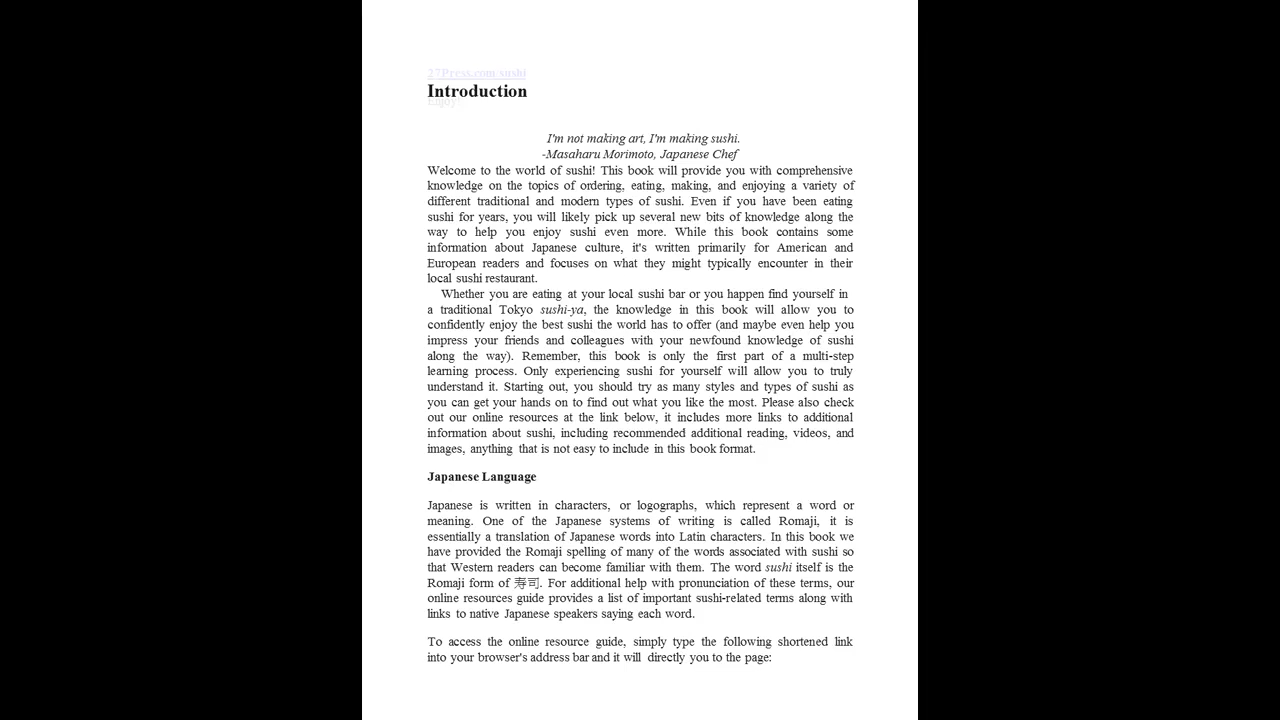 27Press.com sushi
Introduction
Enjoy!
I'm not making art, I'm making sushi.
-Masaharu Morimoto, Japanese Chef
Welcome to the world of sushi! This book will provide you with comprehensive
knowledge on the topics of ordering, eating, making, and enjoying a variety of
different traditional and modern types of sushi. Even if you have been eating
sushi for years, you will likely pick up several new bits of knowledge along the
way to help you enjoy sushi even more. While this book contains some
information about Japanese culture, it's written primarily for American and
European readers and focuses on what they might typically encounter in their
local sushi restaurant.
Whether you are eating at your local sushi bar or you happen find yourself in
a traditional Tokyo sushi-ya, the knowledge in this book will allow you to
confidently enjoy the best sushi the world has to offer (and maybe even help you
impress your friends and colleagues with your newfound knowledge of sushi
along the way). Remember, this book is only the first part of a multi-step
learning process. Only experiencing sushi for yourself will allow you to truly
understand it. Starting out, you should try as many styles and types of sushi as
you can get your hands on to find out what you like the most. Please also check
out our online resources at the link below, it includes more links to additional
information about sushi, including recommended additional reading, videos, and
images, anything that is not easy to include in this book format.
Japanese Language
Japanese is written in characters, or logographs, which represent a word or
meaning. One of the Japanese systems of writing is called Romaji, it is
essentially a translation of Japanese words into Latin characters. In this book we
have provided the Romaji spelling of many of the words associated with sushi so
that Western readers can become familiar with them. The word sushi itself is the
Romaji form of 寿司. For additional help with pronunciation of these terms, our
online resources guide provides a list of important sushi-related terms along with
links to native Japanese speakers saying each word.
To access the online resource guide, simply type the following shortened link
into your browser's address bar and it will directly you to the page: